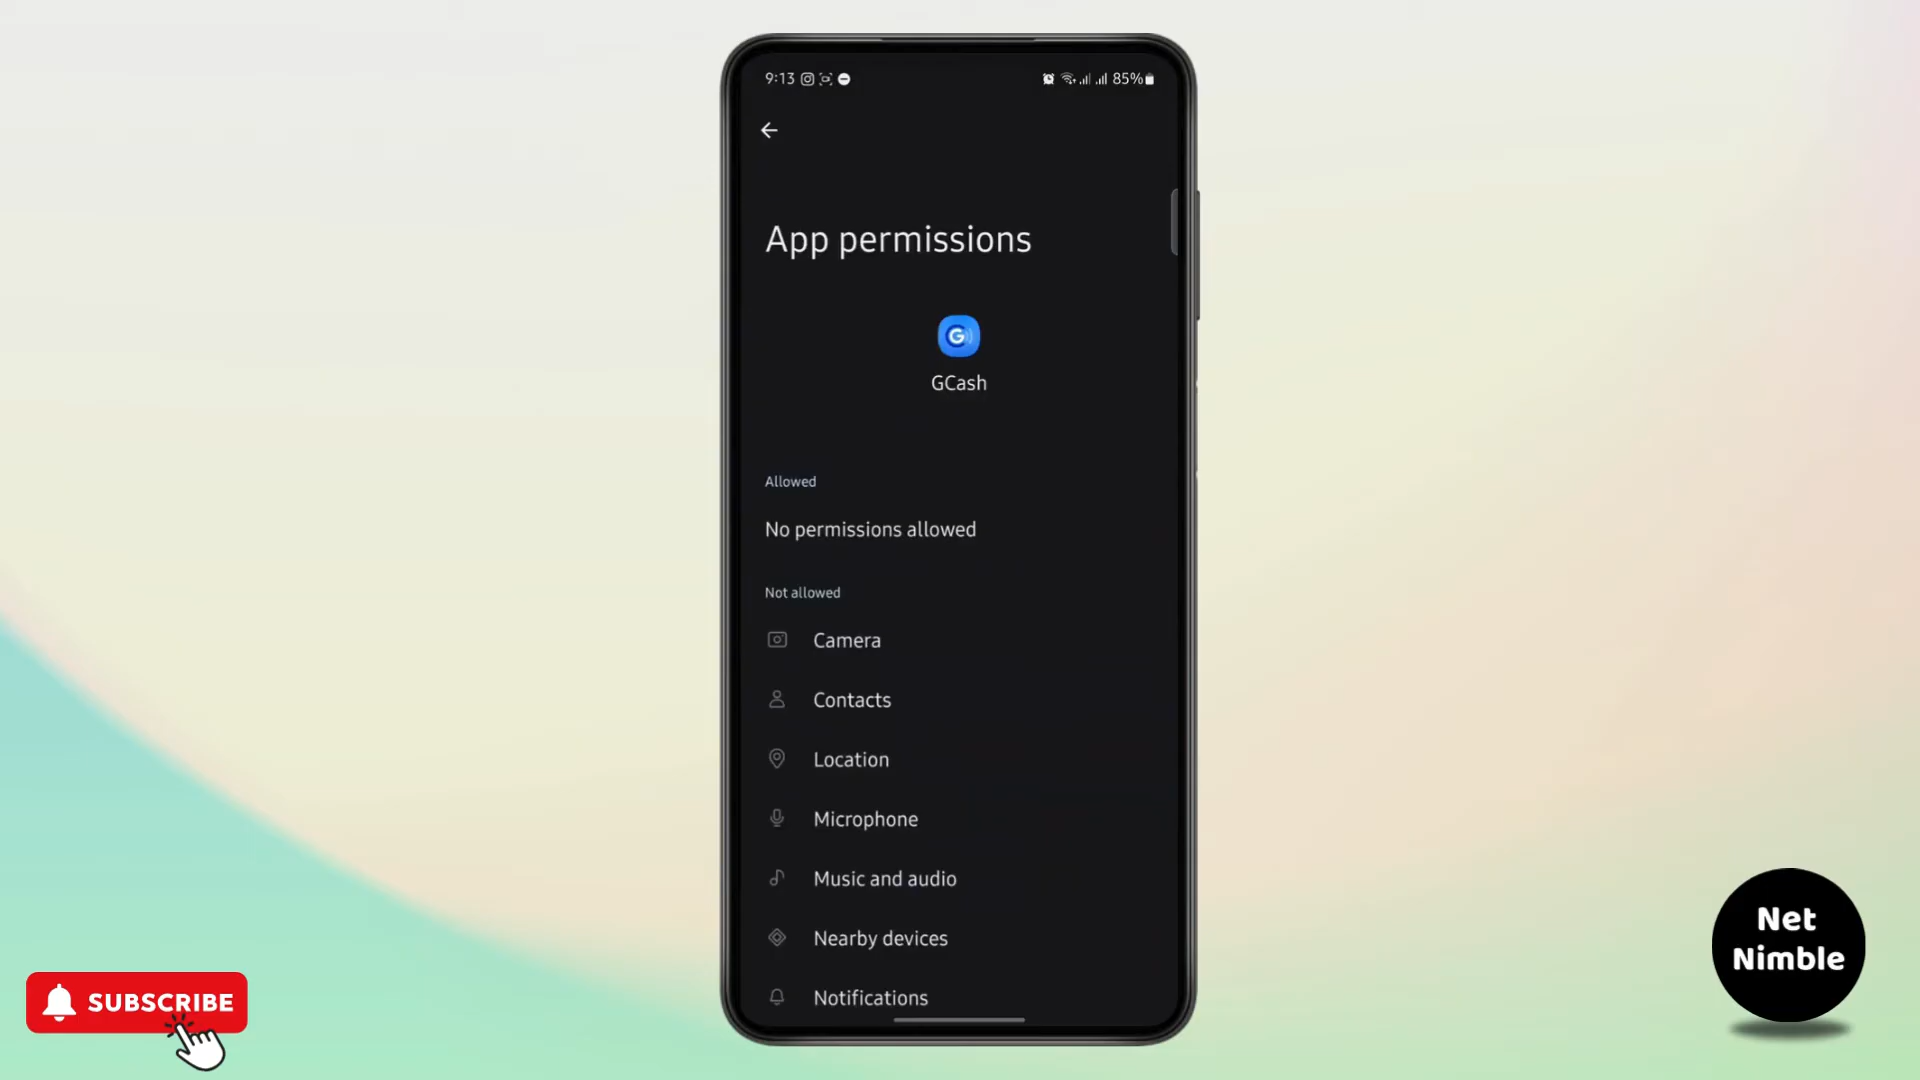 9:13
85%
App permissions
G
GCash
Allowed
No permissions allowed
Not allowed
Camera
Contacts
Location
Microphone
Music and audio
Nearby devices
Notifications
SUBSCRIBE
Net
Nimble